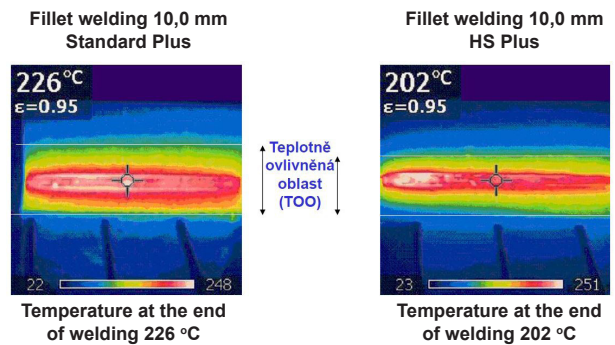 Fillet welding 10,0 mm
Standard Plus
Fillet welding 10,0 mm
HS Plus
226°C
ε=0.95
22
248
Teplotně
ovlivněná
oblast
(TOO)
202°C
ε=0.95
23
251
Temperature at the end
of welding 226 °C
Temperature at the end
of welding 202 °C